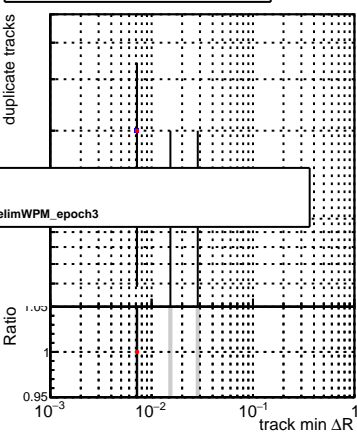 duplicate tracks
elimWPM_epoch3
Ratio
1.05
1
0.95
10⁻³
10⁻²
10⁻¹
1
track min ΔR